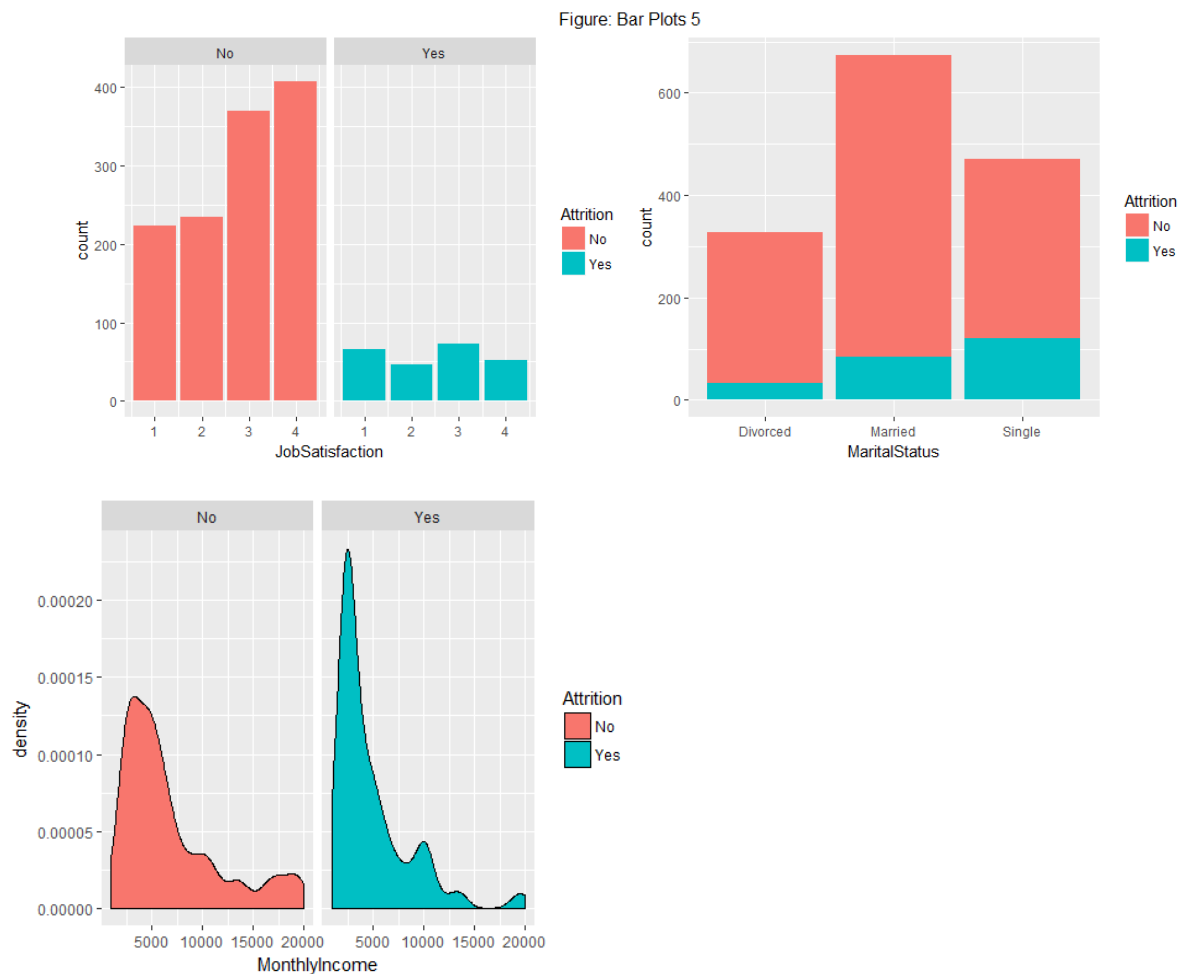 Figure: Bar Plots 5
No Yes
400
300
200
100
0
count
1 2 3 4 1 2 3 4
JobSatisfaction
Attrition
No
Yes
600
400
200
0
count
Divorced Married Single
MaritalStatus
Attrition
No
Yes
No Yes
0.00020
0.00015
0.00010
0.00005
0.00000
density
5000 10000 15000 20000 5000 10000 15000 20000
MonthlyIncome
Attrition
No
Yes